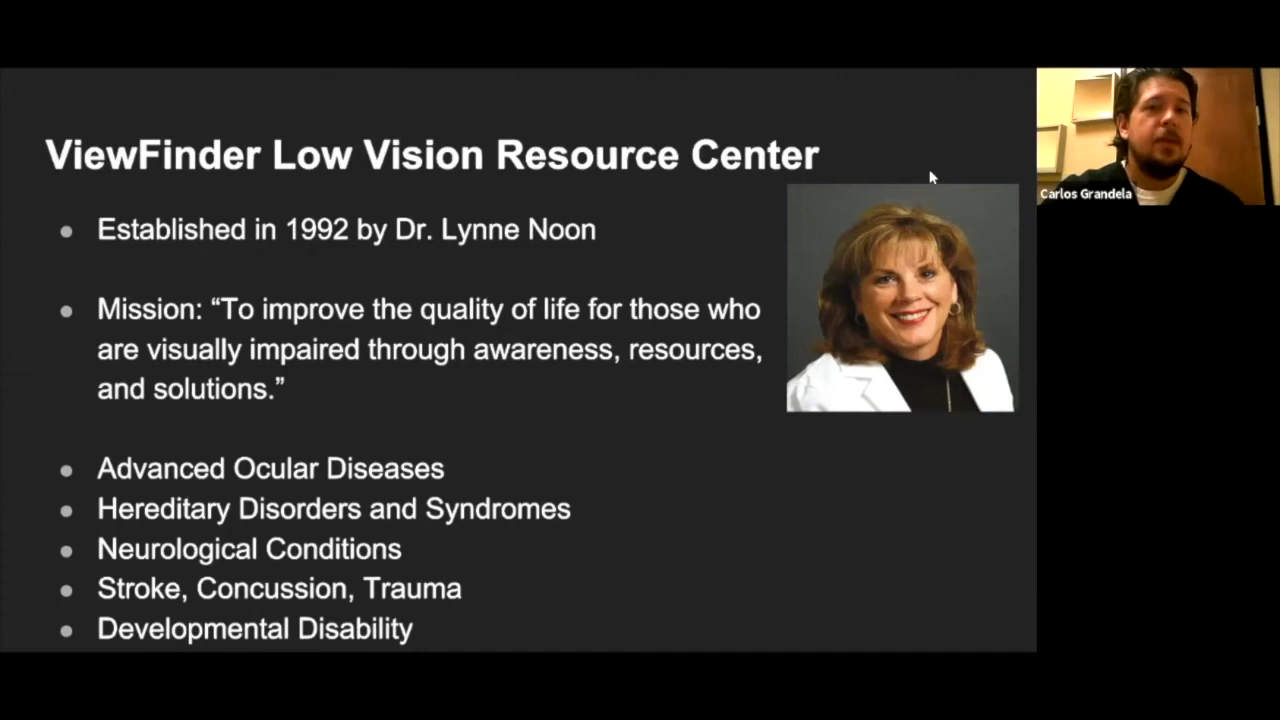 ViewFinder Low Vision Resource Center
Established in 1992 by Dr. Lynne Noon
Mission: “To improve the quality of life for those who
are visually impaired through awareness, resources,
and solutions.”
Advanced Ocular Diseases
Hereditary Disorders and Syndromes
Neurological Conditions
Stroke, Concussion, Trauma
Developmental Disability
Carlos Grandela